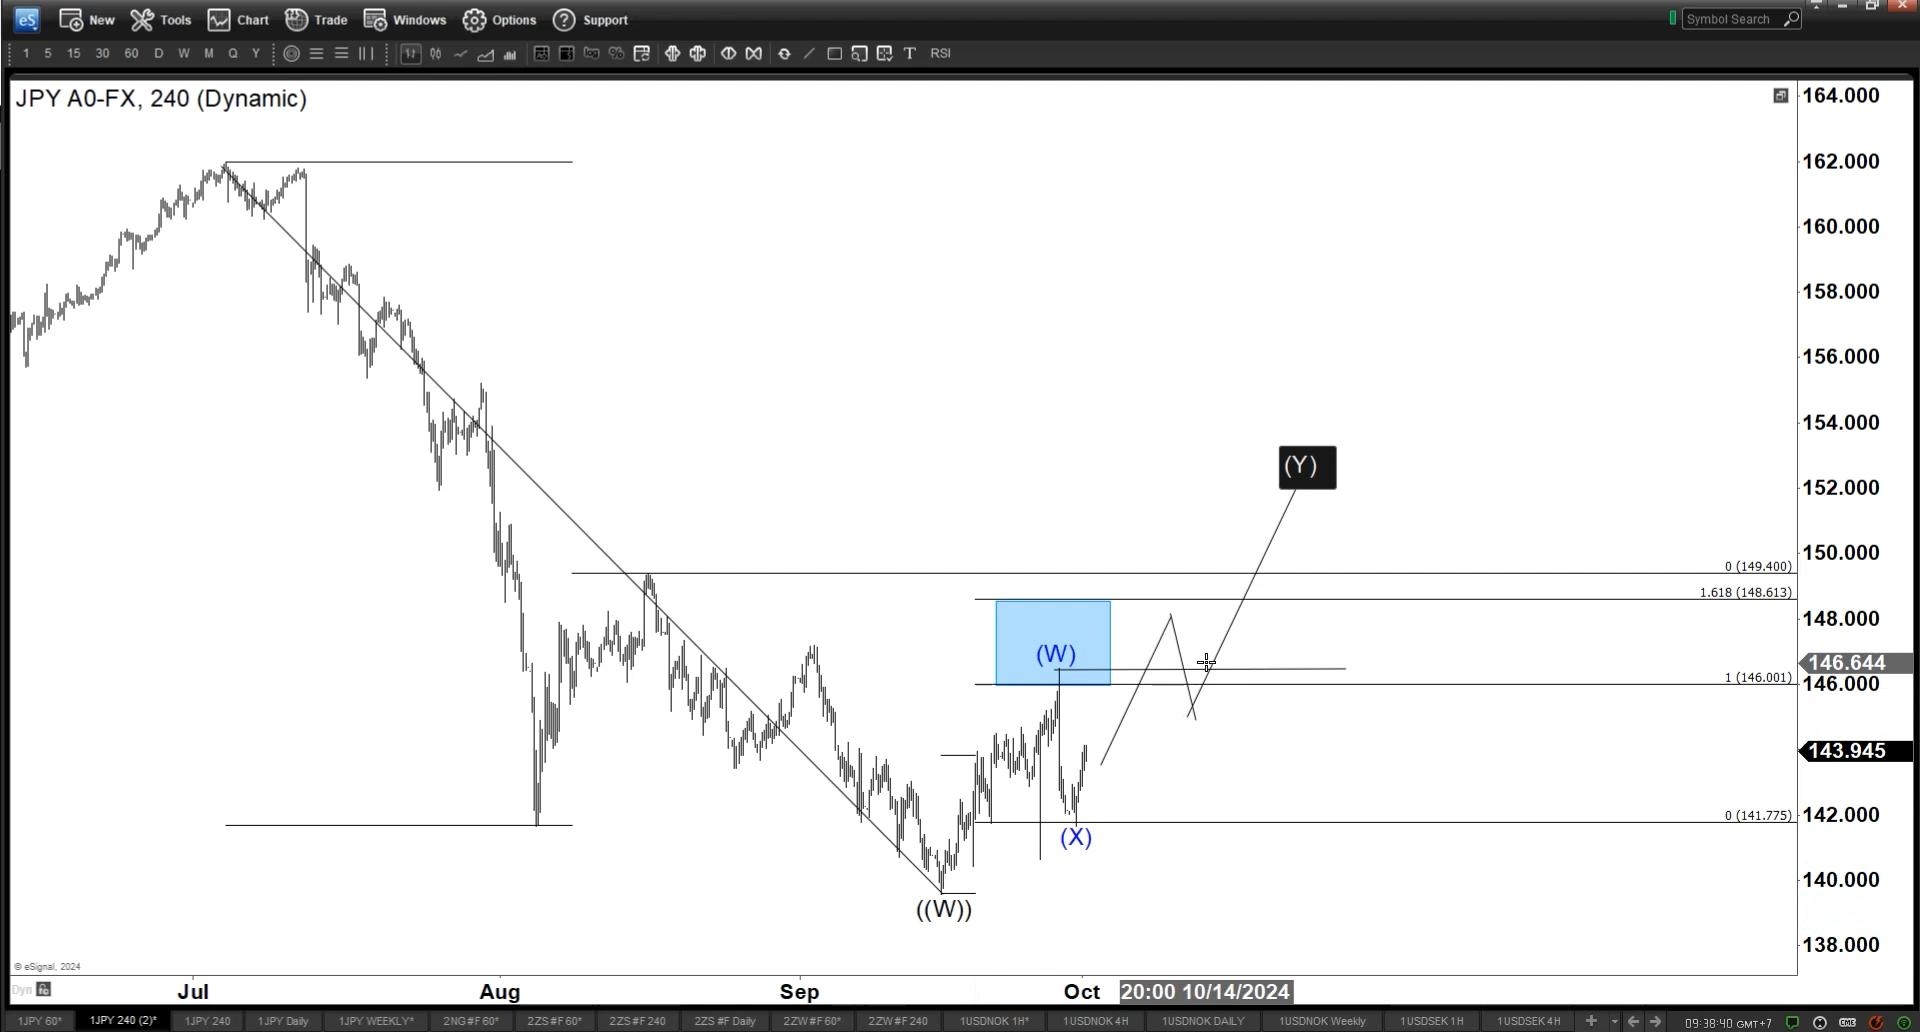 eS New Tools Chart Trade Windows Options Support Symbol Search
1 5 15 30 60 D W M Q Y T RSI
JPY A0-FX, 240 (Dynamic)
164.000
162.000
160.000
158.000
156.000
154.000
(Y)
152.000
150.000
0 (149.400)
1.618 (148.613)
148.000
(W)
146.644
1 (146.001)
146.000
143.945
0 (141.775)
142.000
(X)
140.000
((W))
138.000
© eSignal, 2024
Dyn
Jul Aug Sep Oct 20:00 10/14/2024
1JPY 60* 1JPY 240 (2)* 1JPY 240 1JPY Daily 1JPY WEEKLY* 2NG #F 60* 2ZS #F 60* 2ZS #F 240 2ZS #F Daily 2ZW #F 60* 2ZW #F 240 1USDNOK 1H* 1USDNOK 4H 1USDNOK DAILY 1USDNOK Weekly 1USDSEK 1H 1USDSEK 4H 09:38:40 GMT+7 CME